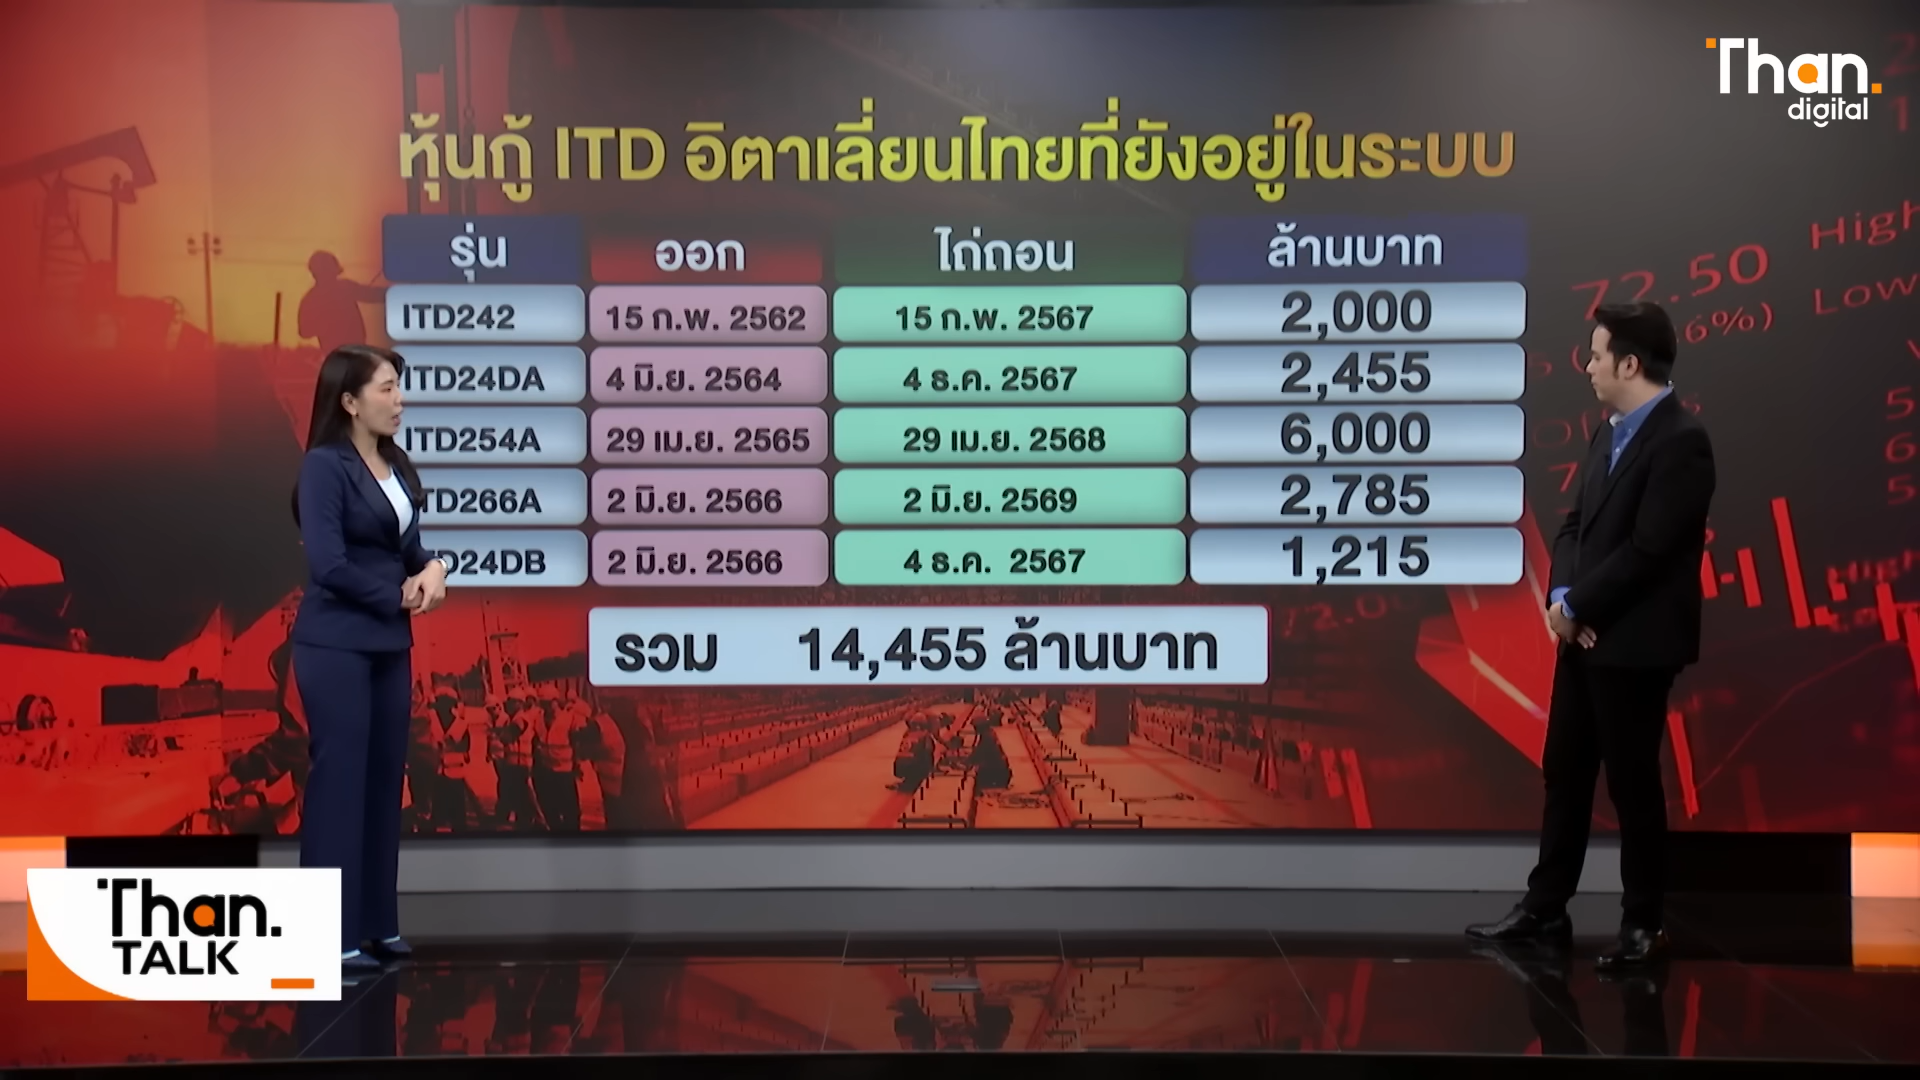 Than.
digital
หุ้นกู้ ITD อิตาเลี่ยนไทยที่ยังอยู่ในระบบ
รุ่น ออก ไถ่ถอน ล้านบาท
ITD242 15 ก.พ. 2562 15 ก.พ. 2567 2,000
ITD24DA 4 มิ.ย. 2564 4 ธ.ค. 2567 2,455
ITD254A 29 เม.ย. 2565 29 เม.ย. 2568 6,000
TD266A 2 มิ.ย. 2566 2 มิ.ย. 2569 2,785
D24DB 2 มิ.ย. 2566 4 ธ.ค. 2567 1,215
รวม 14,455 ล้านบาท
72.50
High
Low
6%)
Than.
TALK